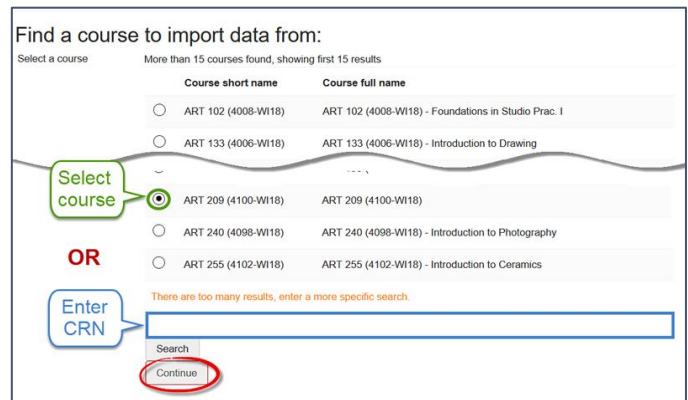 Find a course to import data from:
Select a course More than 15 courses found, showing first 15 results
Course short name Course full name
ART 102 (4008-WI18) ART 102 (4008-WI18) - Foundations in Studio Prac. I
ART 133 (4006-WI18) ART 133 (4006-WI18) - Introduction to Drawing
Select
course
ART 209 (4100-WI18) ART 209 (4100-WI18)
ART 240 (4098-WI18) ART 240 (4098-WI18) - Introduction to Photography
OR
ART 255 (4102-WI18) ART 255 (4102-WI18) - Introduction to Ceramics
There are too many results, enter a more specific search.
Enter
CRN
Search
Continue